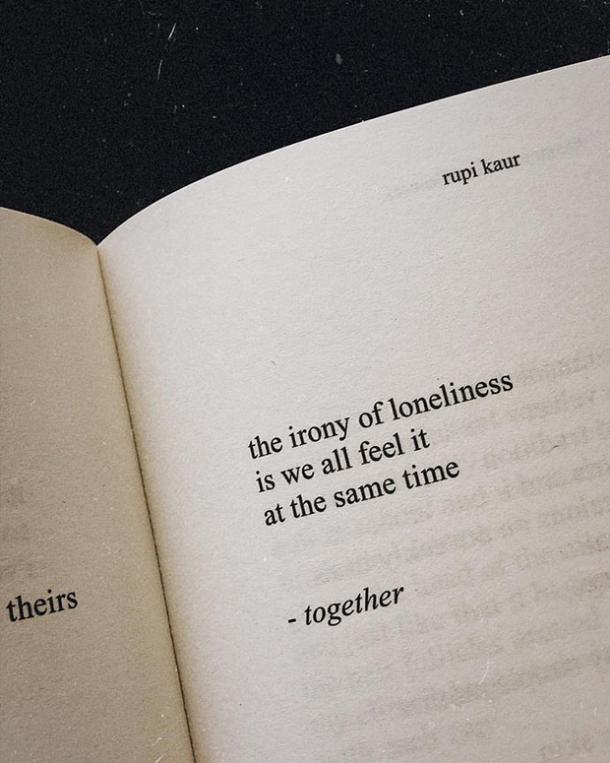 theirs
rupi kaur
the irony of loneliness
is we all feel it
at the same time
- together